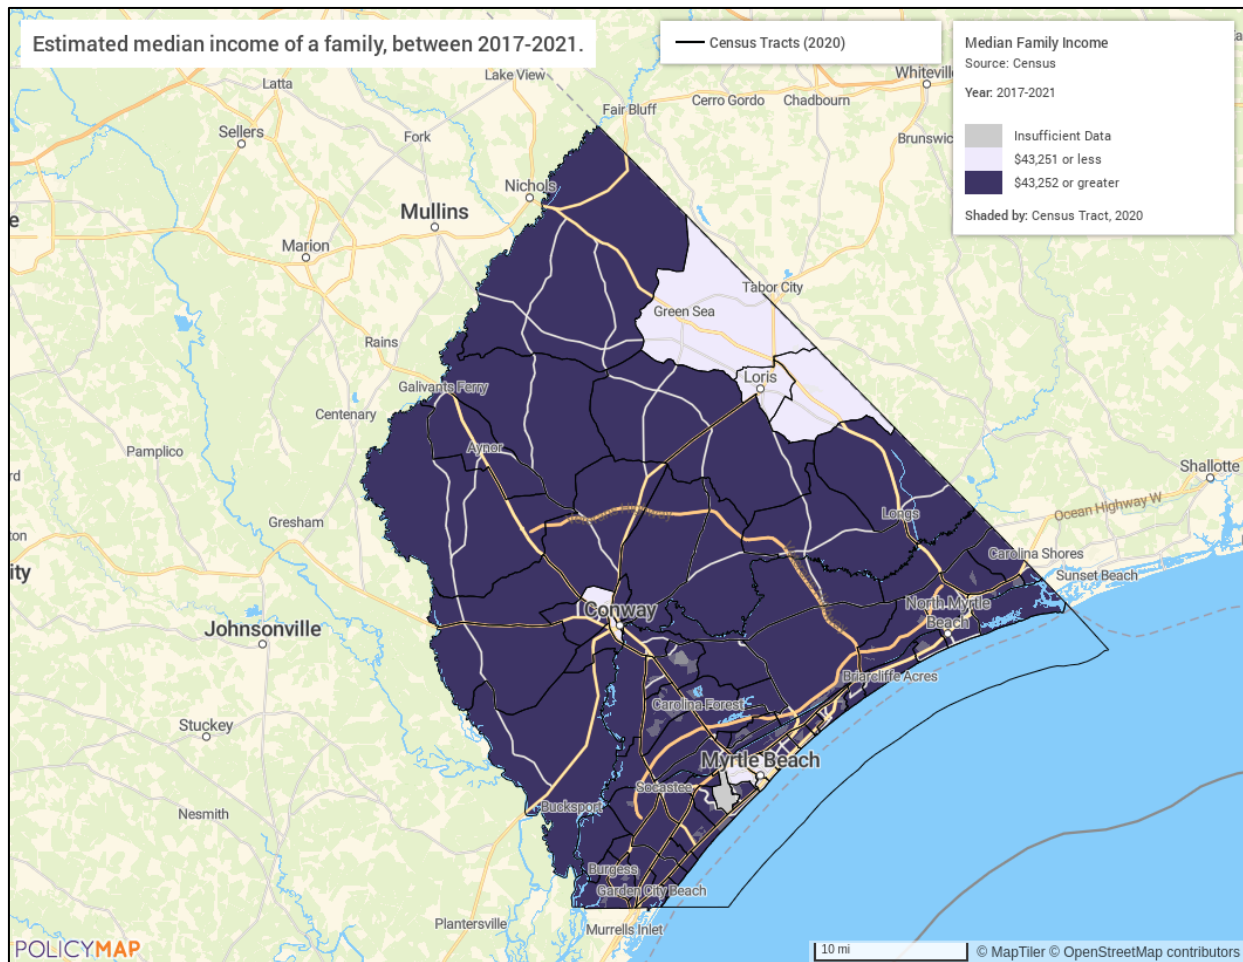 Estimated median income of a family, between 2017-2021.
Census Tracts (2020)
Median Family Income
Source: Census
Year: 2017-2021
Insufficient Data
$43,251 or less
$43,252 or greater
Shaded by: Census Tract, 2020
Latta
Lake View
Whiteville
Cerro Gordo
Chadbourn
Fair Bluff
Sellers
Fork
Brunswic
Nichols
Mullins
e
Marion
Tabor City
Green Sea
Rains
Loris
Galivants Ferry
Centenary
Aynor
Pamplico
Shallotte
rd
Ocean Highway W
Gresham
Longs
ton
Carolina Shores
ity
Sunset Beach
Conway
North Myrtle
Beach
Johnsonville
Briarcliffe Acres
Carolina Forest
Stuckey
Myrtle Beach
Socastee
Bucksport
Nesmith
Burgess
Garden City Beach
Plantersville
Murrells Inlet
POLICYMAP
10 mi
© MapTiler © OpenStreetMap contributors